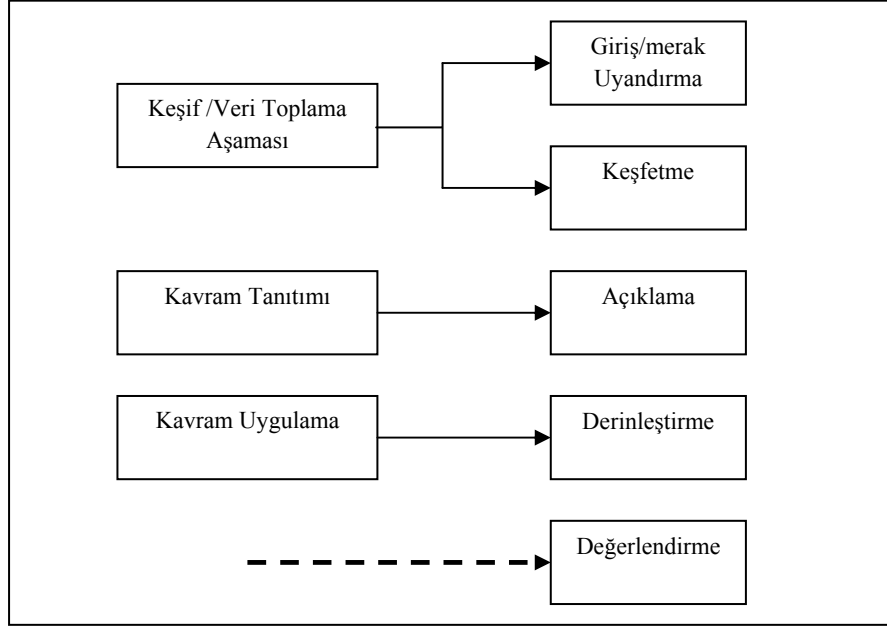 Giriş/merak
Uyandırma
Keşif /Veri Toplama
Aşaması
Keşfetme
Kavram Tanıtımı
Açıklama
Kavram Uygulama
Derinleştirme
Değerlendirme